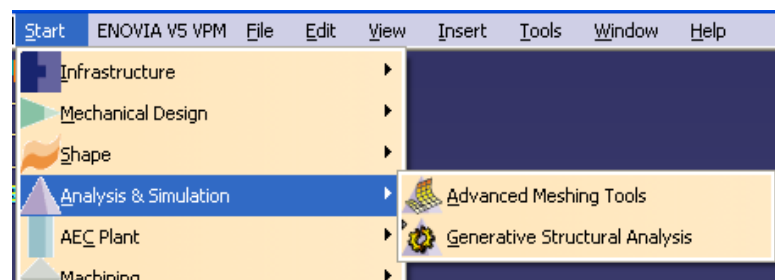 Start ENOVIA V5 VPM File Edit View Insert Tools Window Help
Infrastructure
Mechanical Design
Shape
Analysis & Simulation
Advanced Meshing Tools
AEC Plant
Generative Structural Analysis
Machining